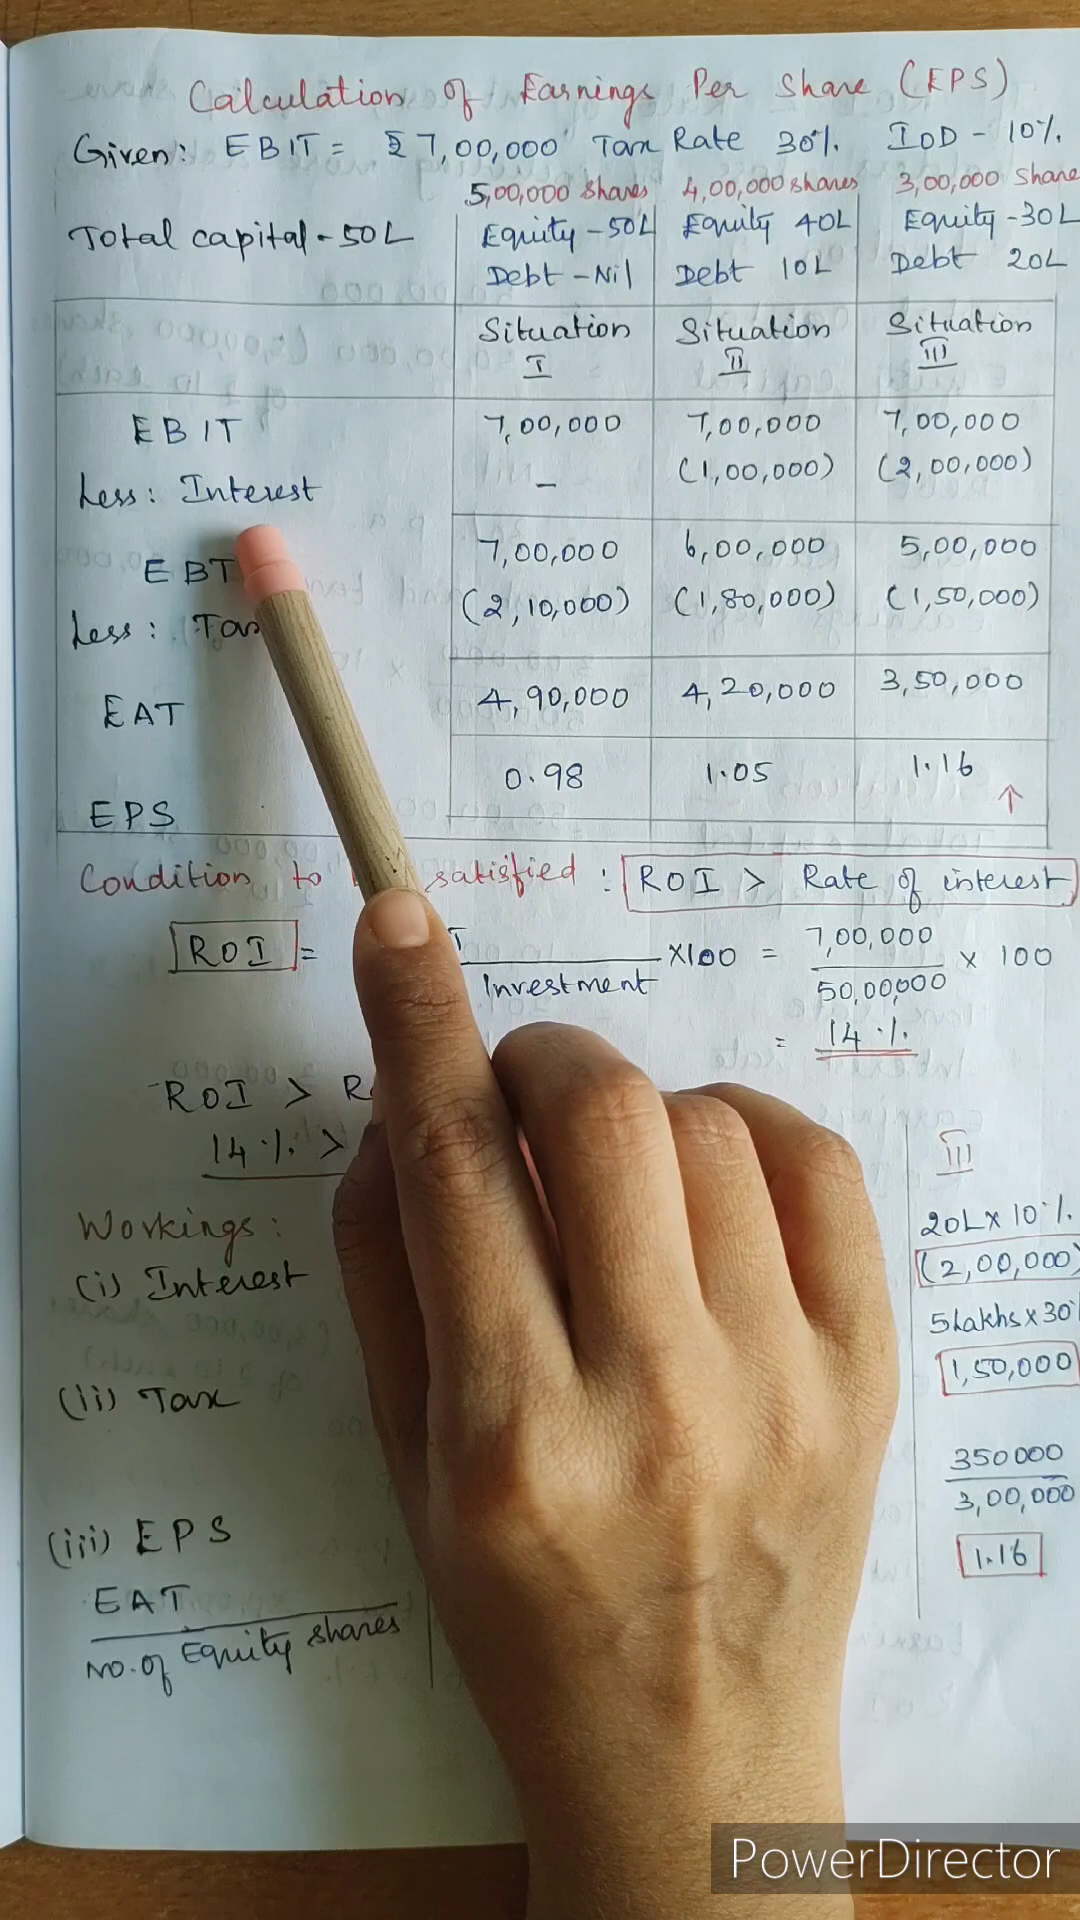 Calculation of Earnings Per Share (EPS)
Given: EBIT = ₹ 7,00,000 Tax Rate 30% IOD - 10%
5,00,000 shares 4,00,000 shares 3,00,000 Share
Total capital - 50L Equity - 50L Equity 40L Equity - 30L
Debt - Nil Debt 10L Debt 20L
Situation Situation Situation
I II III
EBIT 7,00,000 7,00,000 7,00,000
Less: Interest - (1,00,000) (2,00,000)
EBT 7,00,000 6,00,000 5,00,000
Less: Tax (2,10,000) (1,80,000) (1,50,000)
EAT 4,90,000 4,20,000 3,50,000
EPS 0.98 1.05 1.16 ↑
Condition to satisfied: ROI > Rate of interest
ROI = Investment ×100 = 7,00,000 / 50,00,000 × 100
= 14%
ROI >
14% >
Workings:
(i) Interest
(ii) Tax
(iii) EPS
EAT
No. of Equity shares
III
20L × 10%
(2,00,000)
5 Lakhs × 30
1,50,000
350000
3,00,000
1.16
PowerDirector